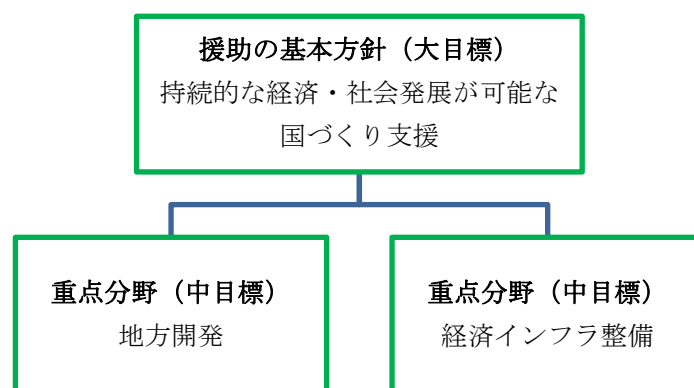 援助の基本方針（大目標）
持続的な経済・社会発展が可能な
国づくり支援
重点分野（中目標）
地方開発
重点分野（中目標）
経済インフラ整備